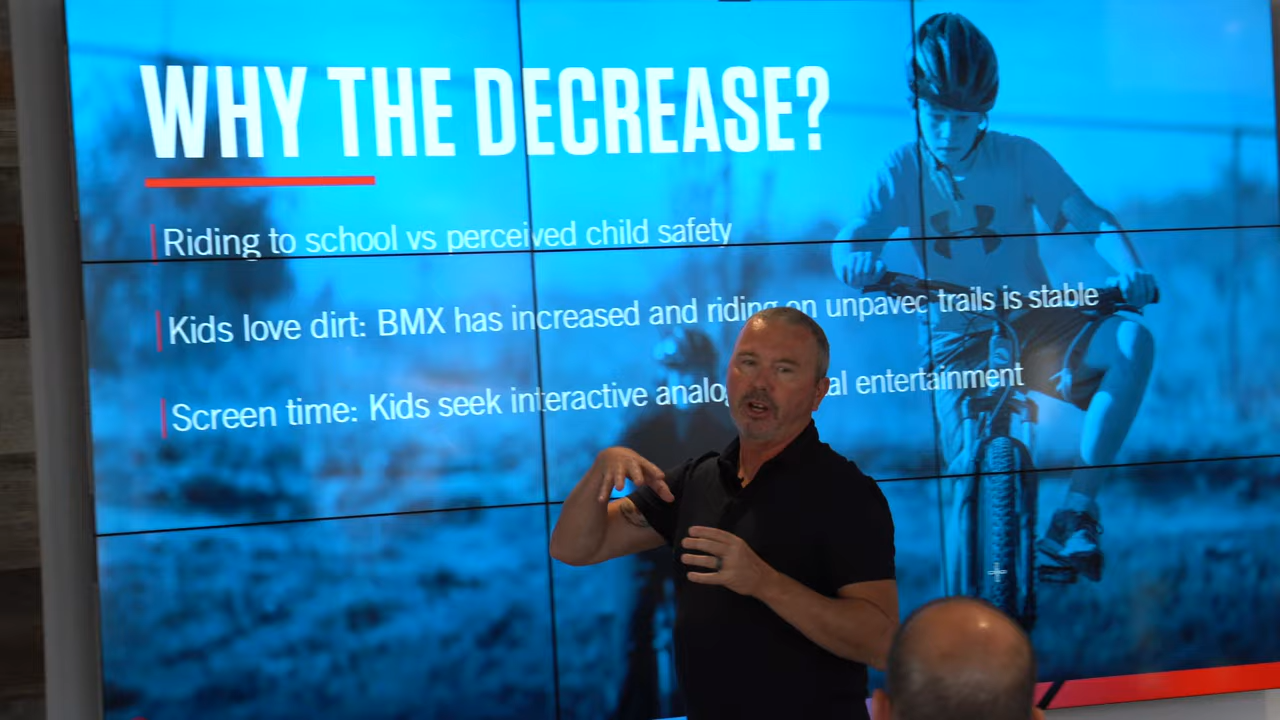 WHY THE DECREASE?
Riding to school vs perceived child safety
Kids love dirt: BMX has increased and riding on unpaved trails is stable
Screen time: Kids seek interactive entertainment